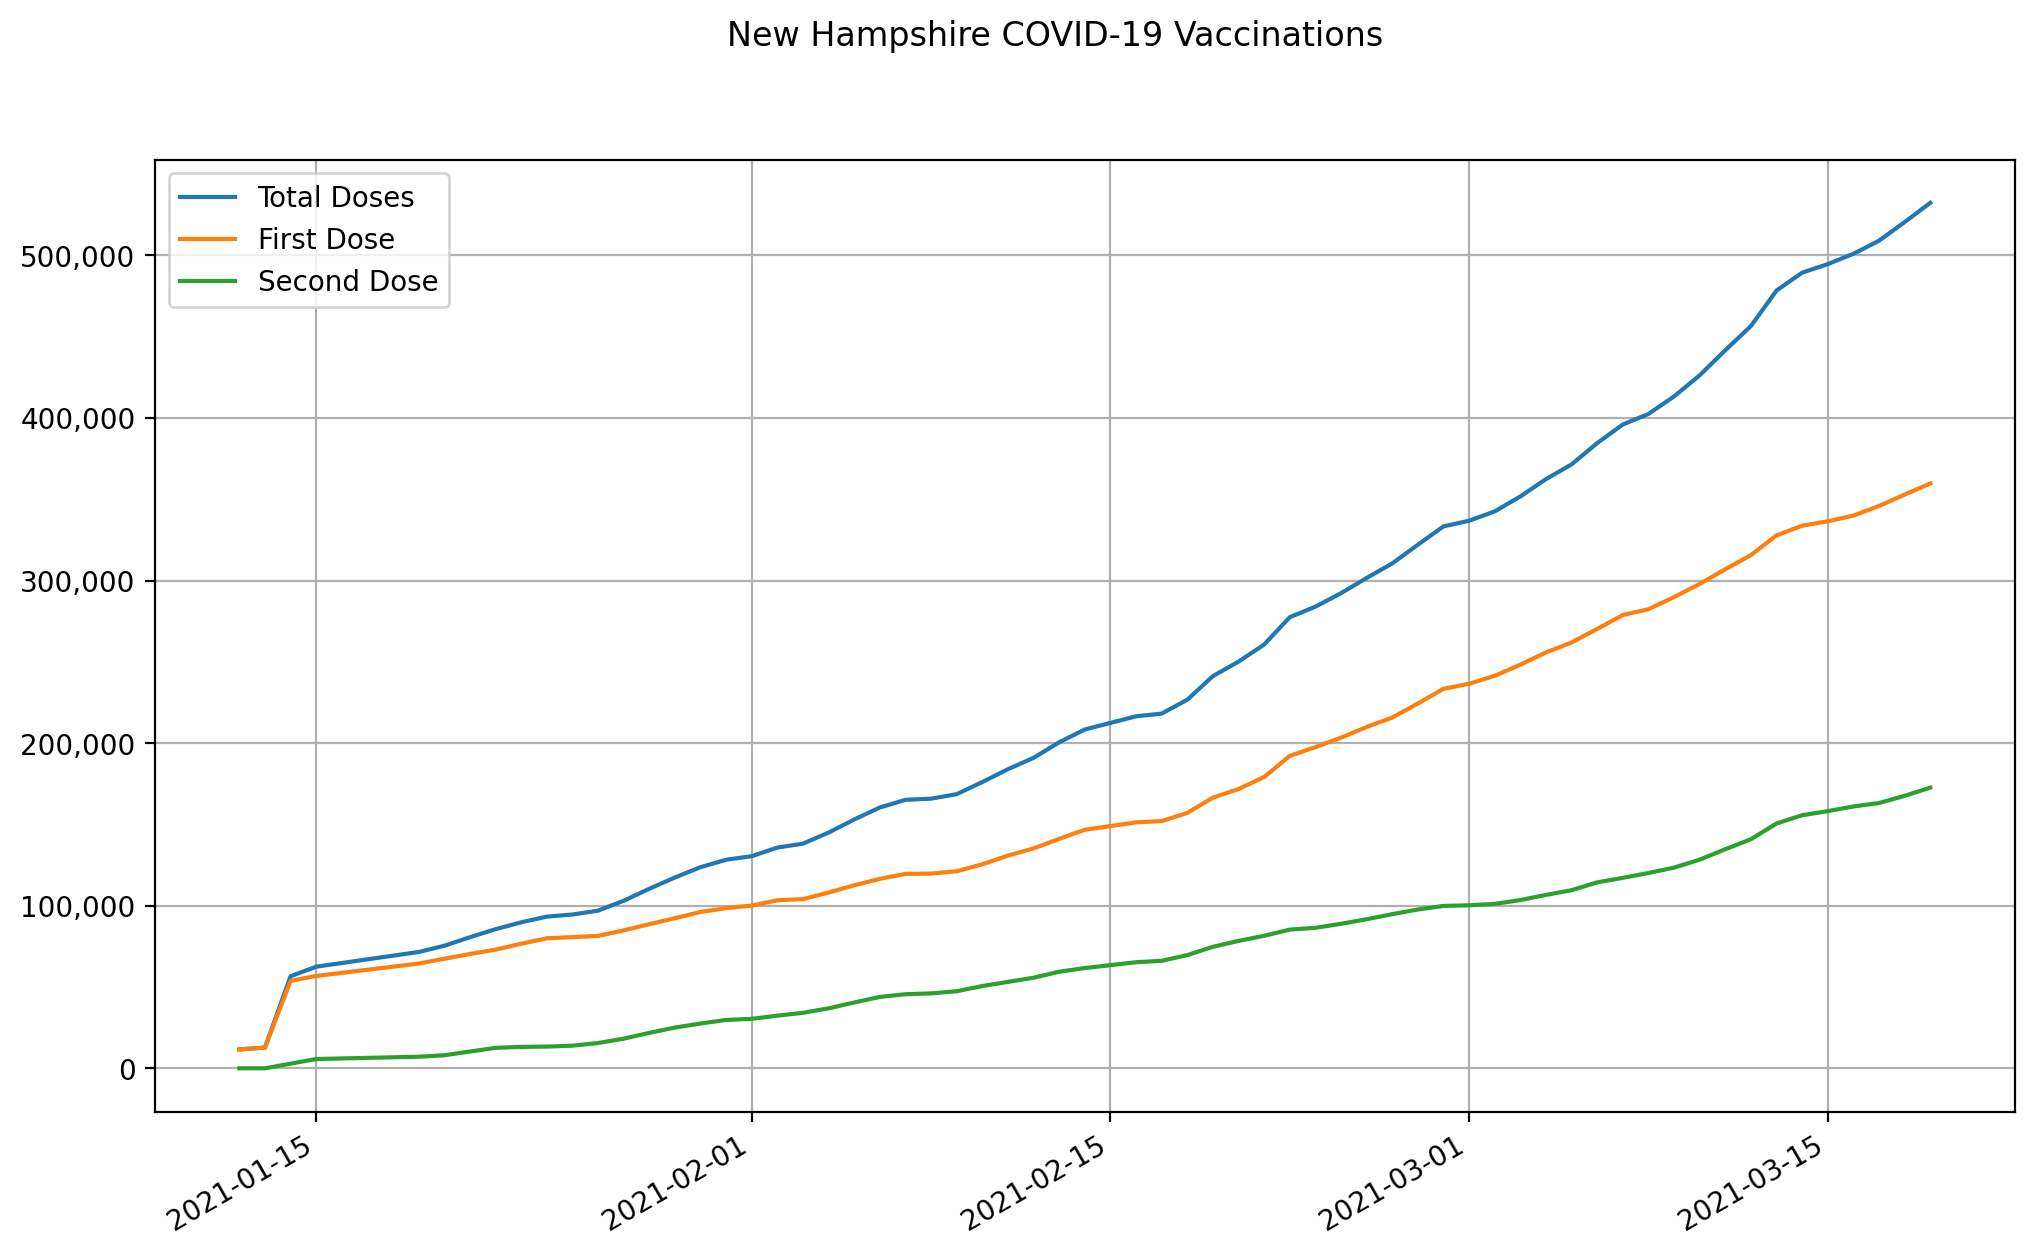 New Hampshire COVID-19 Vaccinations
Total Doses
First Dose
Second Dose
500,000
400,000
300,000
200,000
100,000
0
2021-01-15
2021-02-01
2021-02-15
2021-03-01
2021-03-15